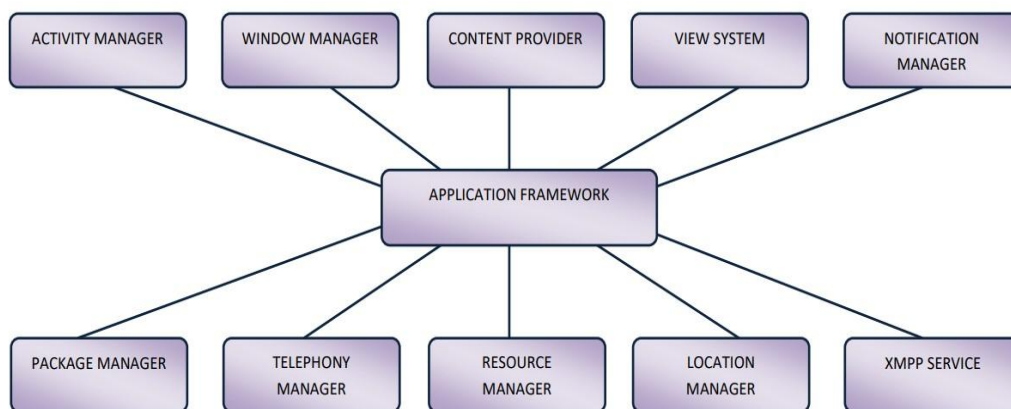 ACTIVITY MANAGER
WINDOW MANAGER
CONTENT PROVIDER
VIEW SYSTEM
NOTIFICATION
MANAGER
APPLICATION FRAMEWORK
PACKAGE MANAGER
TELEPHONY
MANAGER
RESOURCE
MANAGER
LOCATION
MANAGER
XMPP SERVICE